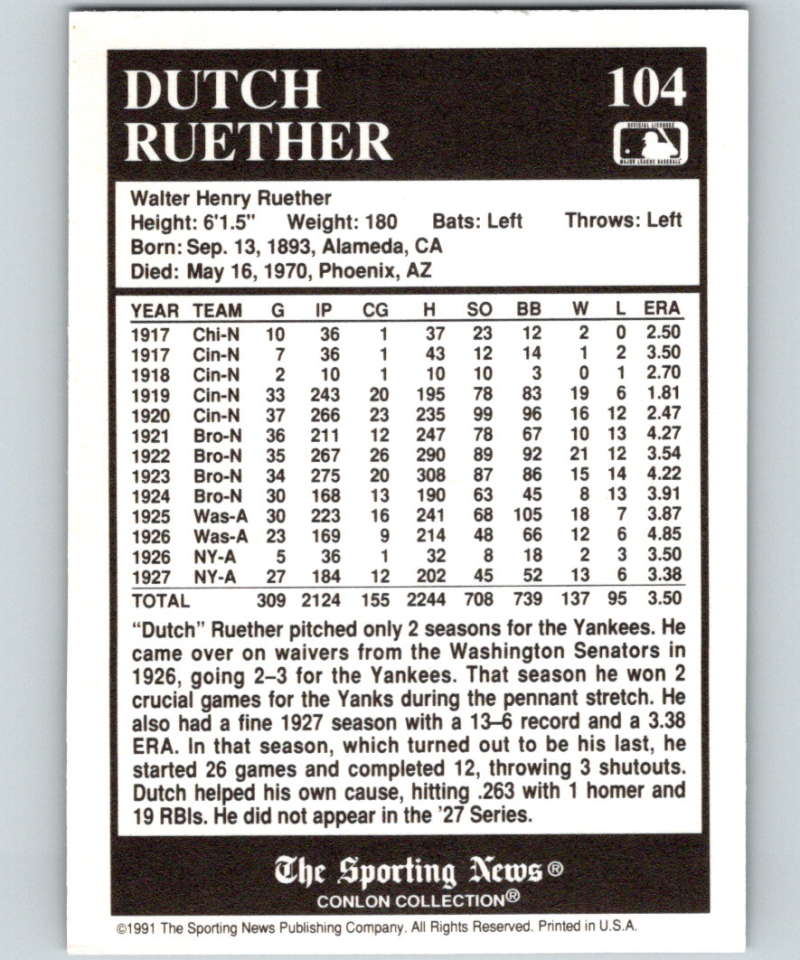 DUTCH 104
RUETHER
OFFICIAL LICENSEE
MAJOR LEAGUE BASEBALL
Walter Henry Ruether
Height: 6'1.5" Weight: 180 Bats: Left Throws: Left
Born: Sep. 13, 1893, Alameda, CA
Died: May 16, 1970, Phoenix, AZ
YEAR TEAM G IP CG H SO BB W L ERA
1917 Chi-N 10 36 1 37 23 12 2 0 2.50
1917 Cin-N 7 36 1 43 12 14 1 2 3.50
1918 Cin-N 2 10 1 10 10 3 0 1 2.70
1919 Cin-N 33 243 20 195 78 83 19 6 1.81
1920 Cin-N 37 266 23 235 99 96 16 12 2.47
1921 Bro-N 36 211 12 247 78 67 10 13 4.27
1922 Bro-N 35 267 26 290 89 92 21 12 3.54
1923 Bro-N 34 275 20 308 87 86 15 14 4.22
1924 Bro-N 30 168 13 190 63 45 8 13 3.91
1925 Was-A 30 223 16 241 68 105 18 7 3.87
1926 Was-A 23 169 9 214 48 66 12 6 4.85
1926 NY-A 5 36 1 32 8 18 2 3 3.50
1927 NY-A 27 184 12 202 45 52 13 6 3.38
TOTAL 309 2124 155 2244 708 739 137 95 3.50
"Dutch" Ruether pitched only 2 seasons for the Yankees. He
came over on waivers from the Washington Senators in
1926, going 2–3 for the Yankees. That season he won 2
crucial games for the Yanks during the pennant stretch. He
also had a fine 1927 season with a 13–6 record and a 3.38
ERA. In that season, which turned out to be his last, he
started 26 games and completed 12, throwing 3 shutouts.
Dutch helped his own cause, hitting .263 with 1 homer and
19 RBIs. He did not appear in the '27 Series.
The Sporting News®
CONLON COLLECTION®
©1991 The Sporting News Publishing Company. All Rights Reserved. Printed in U.S.A.